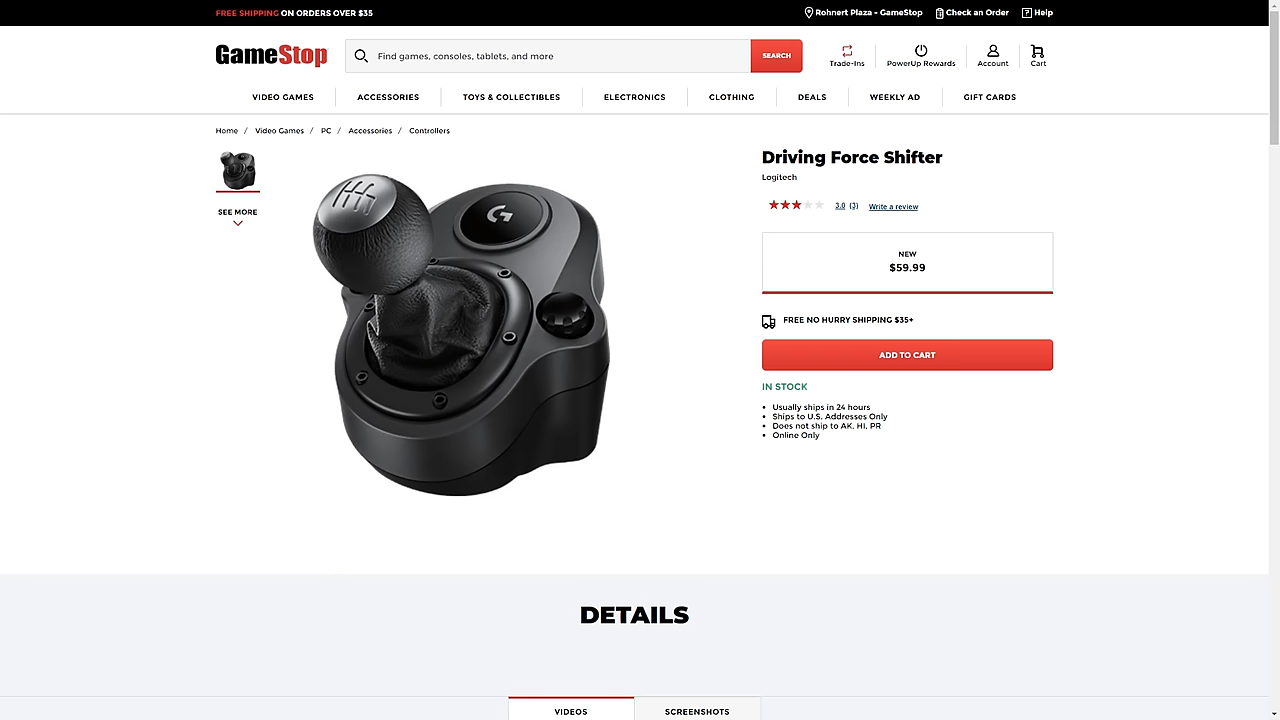 FREE SHIPPING ON ORDERS OVER $35
Rohnert Plaza - GameStop
Check an Order
Help
GameStop
Find games, consoles, tablets, and more
SEARCH
Trade-Ins
PowerUp Rewards
Account
Cart
VIDEO GAMES
ACCESSORIES
TOYS & COLLECTIBLES
ELECTRONICS
CLOTHING
DEALS
WEEKLY AD
GIFT CARDS
Home / Video Games / PC / Accessories / Controllers
SEE MORE
Driving Force Shifter
Logitech
3.0 (3) Write a review
NEW
$59.99
FREE NO HURRY SHIPPING $35+
ADD TO CART
IN STOCK
• Usually ships in 24 hours
• Ships to U.S. Addresses Only
• Does not ship to AK, HI, PR
• Online Only
DETAILS
VIDEOS
SCREENSHOTS